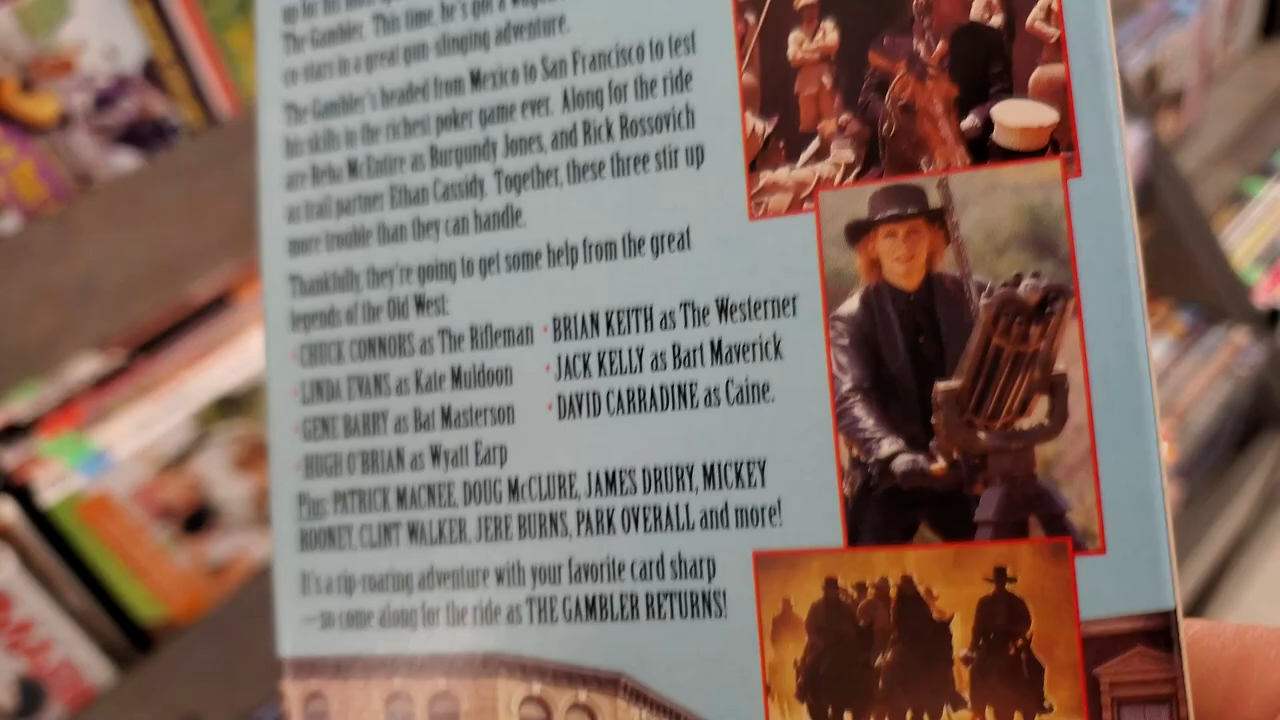 up for his most
The Gambler. This time, he's got a
co-stars in a great gun-slinging adventure.
The Gambler's headed from Mexico to San Francisco to test
his skills in the richest poker game ever. Along for the ride
are Reba McEntire as Burgundy Jones, and Rick Rossovich
as trail partner Ethan Cassidy. Together, these three stir up
more trouble than they can handle.
Thankfully, they're going to get some help from the great
legends of the Old West:
• CHUCK CONNORS as The Rifleman • BRIAN KEITH as The Westerner
• LINDA EVANS as Kate Muldoon • JACK KELLY as Bart Maverick
• GENE BARRY as Bat Masterson • DAVID CARRADINE as Caine.
• HUGH O'BRIAN as Wyatt Earp
Plus: PATRICK MACNEE, DOUG McCLURE, JAMES DRURY, MICKEY
ROONEY, CLINT WALKER, JERE BURNS, PARK OVERALL and more!
It's a rip-roaring adventure with your favorite card sharp
—so come along for the ride as THE GAMBLER RETURNS!